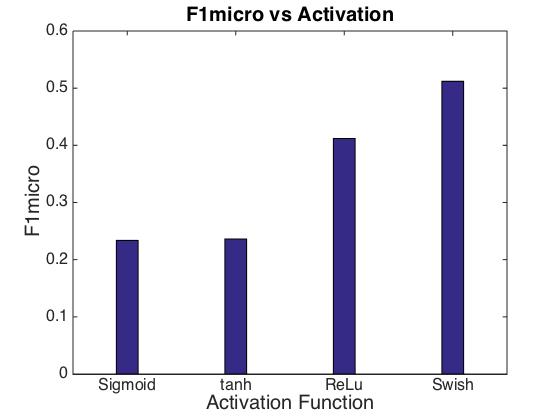 F1micro vs Activation
0.6
0.5
0.4
0.3
0.2
0.1
0
F1micro
Sigmoid tanh ReLu Swish
Activation Function